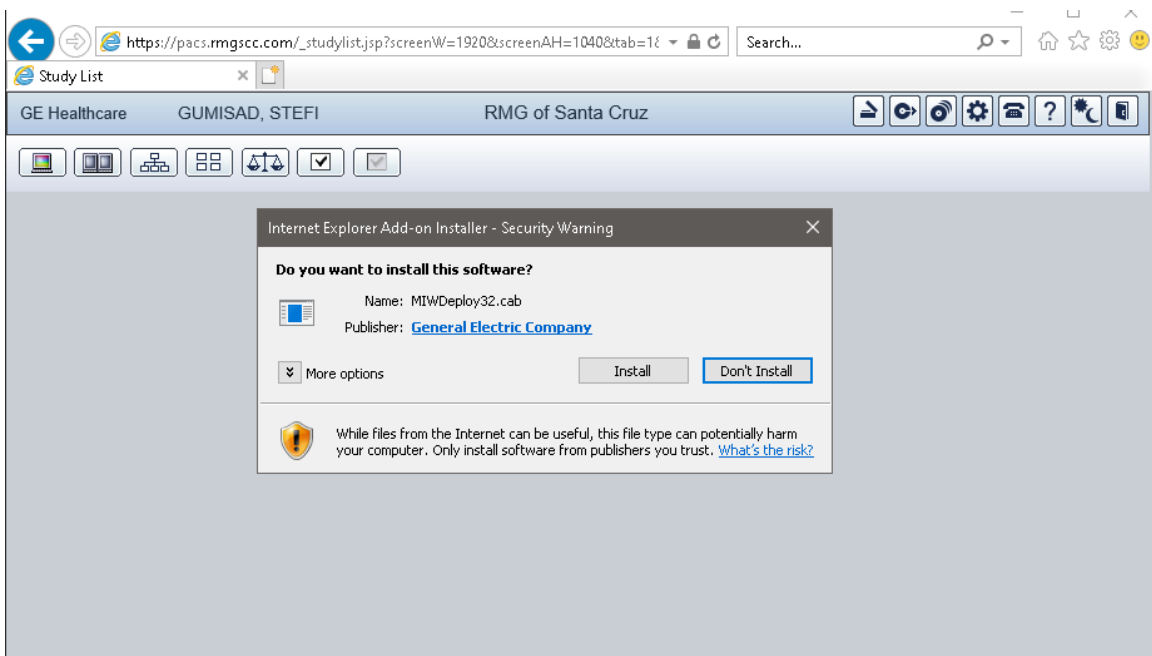 https://pacs.rmgscc.com/_studylist.jsp?screenW=1920&screenAH=1040&tab=18
Search...
Study List
GE Healthcare GUMISAD, STEFI RMG of Santa Cruz
?
Internet Explorer Add-on Installer - Security Warning
Do you want to install this software?
Name: MIWDeploy32.cab
Publisher: General Electric Company
More options Install Don't Install
While files from the Internet can be useful, this file type can potentially harm
your computer. Only install software from publishers you trust. What's the risk?